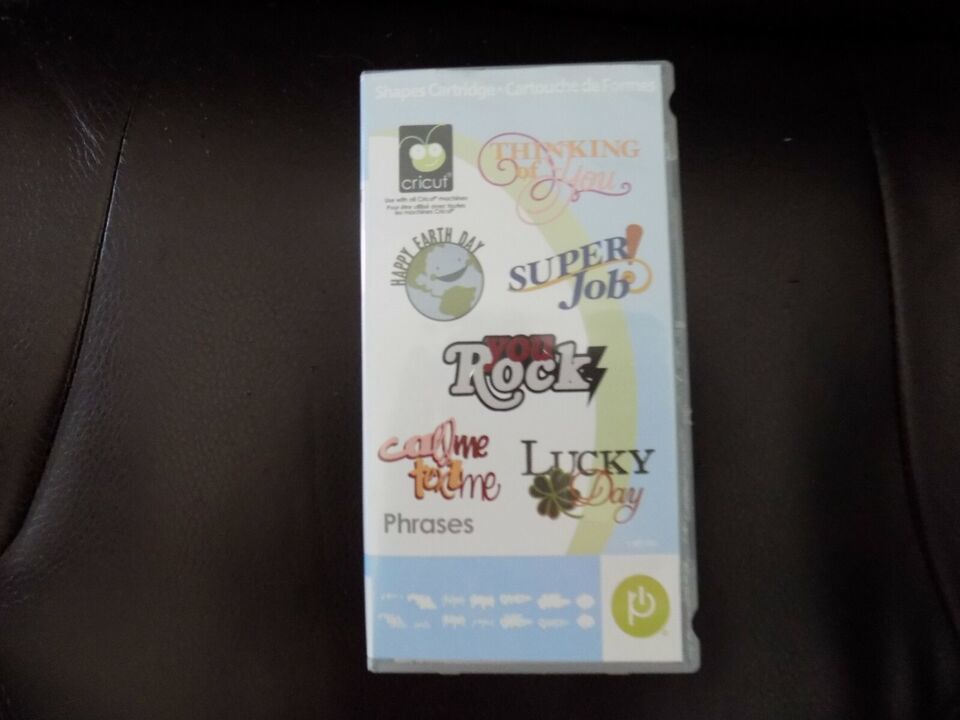 Shapes Cartridge • Cartouche de Formes
cricut®
Use with all Cricut® machines
Pour être utilisé avec toutes
les machines Cricut®
THINKING
of You
HAPPY EARTH DAY
SUPER!
Job
YOU
Rock
call me
text me
LUCKY
Day
Phrases